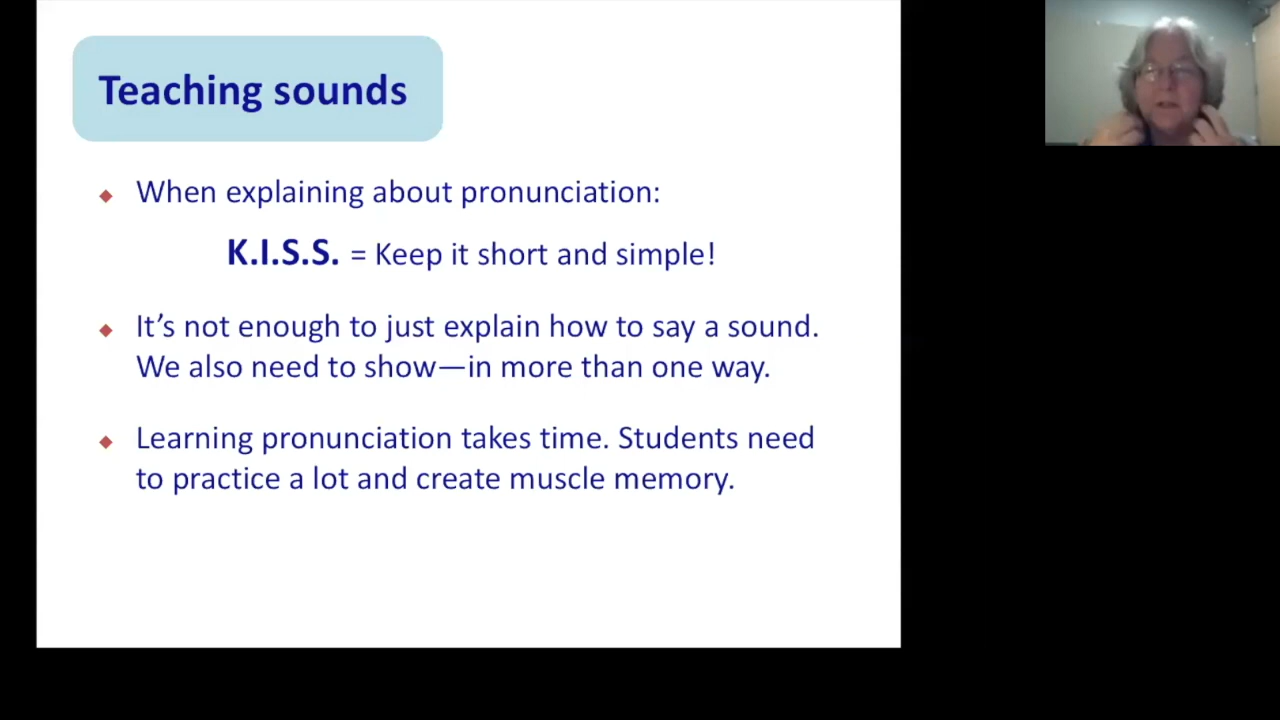 Teaching sounds
When explaining about pronunciation:
K.I.S.S. = Keep it short and simple!
It’s not enough to just explain how to say a sound.
We also need to show—in more than one way.
Learning pronunciation takes time. Students need
to practice a lot and create muscle memory.